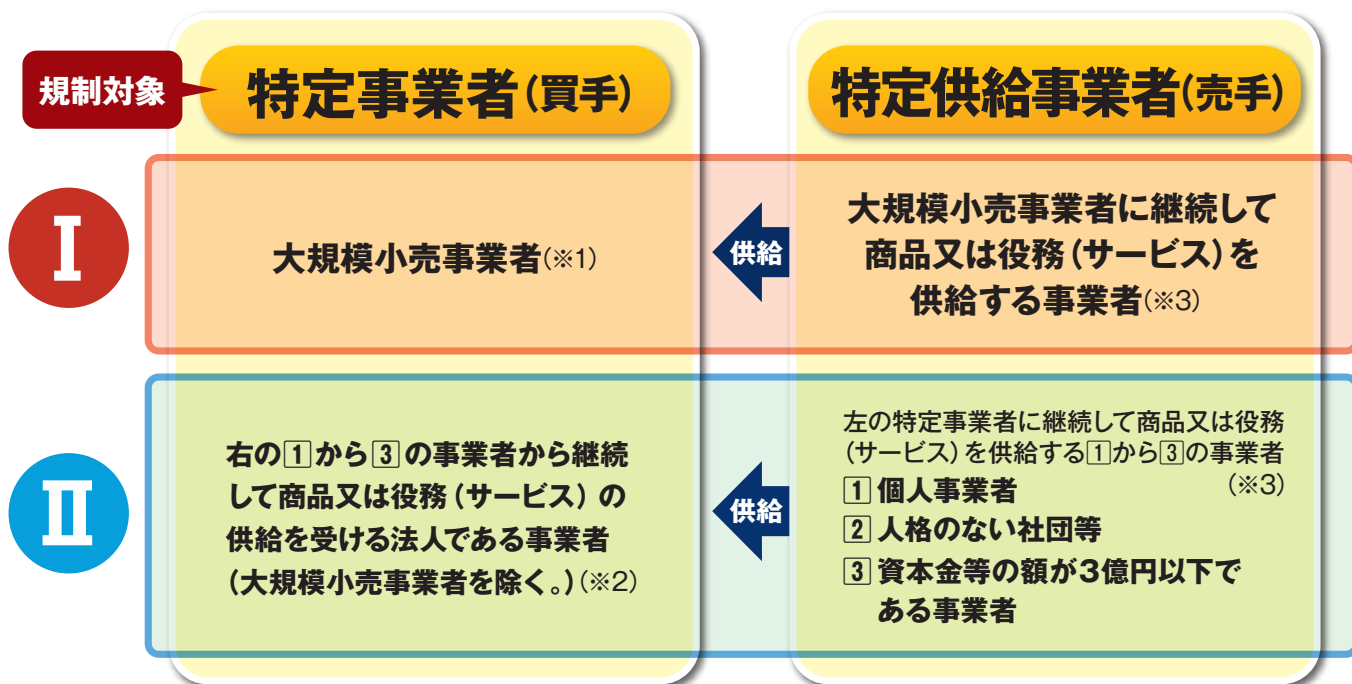 規制対象
特定事業者(買手)
特定供給事業者(売手)
I
大規模小売事業者(※1)
供給
大規模小売事業者に継続して
商品又は役務(サービス)を
供給する事業者(※3)
II
右の1から3の事業者から継続
して商品又は役務(サービス)の
供給を受ける法人である事業者
(大規模小売事業者を除く。)(※2)
供給
左の特定事業者に継続して商品又は役務
(サービス)を供給する1から3の事業者
(※3)
1 個人事業者
2 人格のない社団等
3 資本金等の額が3億円以下で
ある事業者